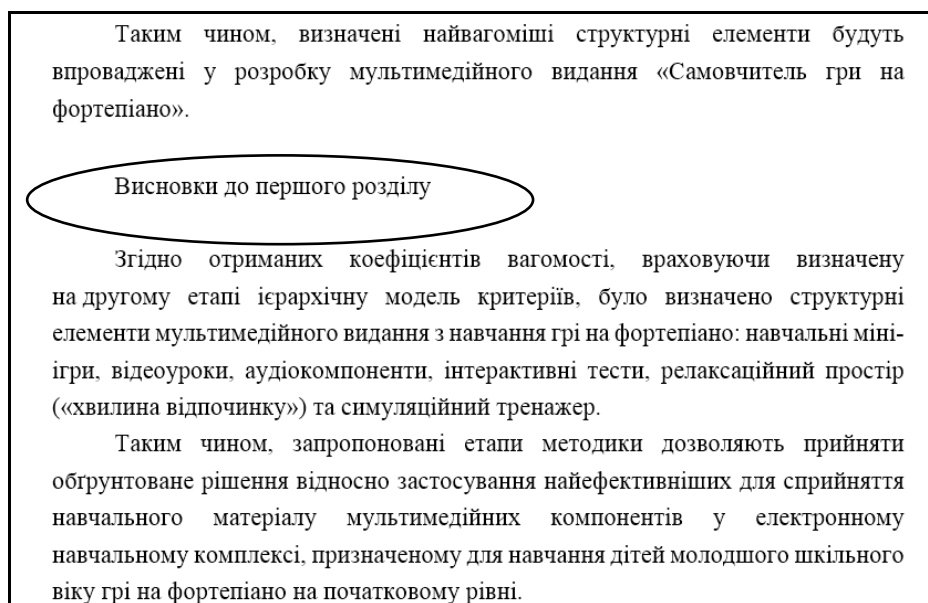 Таким чином, визначені найвагоміші структурні елементи будуть
впроваджені у розробку мультимедійного видання «Самовчитель гри на
фортепіано».
Висновки до першого розділу
Згідно отриманих коефіцієнтів вагомості, враховуючи визначену
на другому етапі ієрархічну модель критеріїв, було визначено структурні
елементи мультимедійного видання з навчання грі на фортепіано: навчальні міні-
ігри, відеоуроки, аудіокомпоненти, інтерактивні тести, релаксаційний простір
(«хвилина відпочинку») та симуляційний тренажер.
Таким чином, запропоновані етапи методики дозволяють прийняти
обґрунтоване рішення відносно застосування найефективніших для сприйняття
навчального матеріалу мультимедійних компонентів у електронному
навчальному комплексі, призначеному для навчання дітей молодшого шкільного
віку грі на фортепіано на початковому рівні.